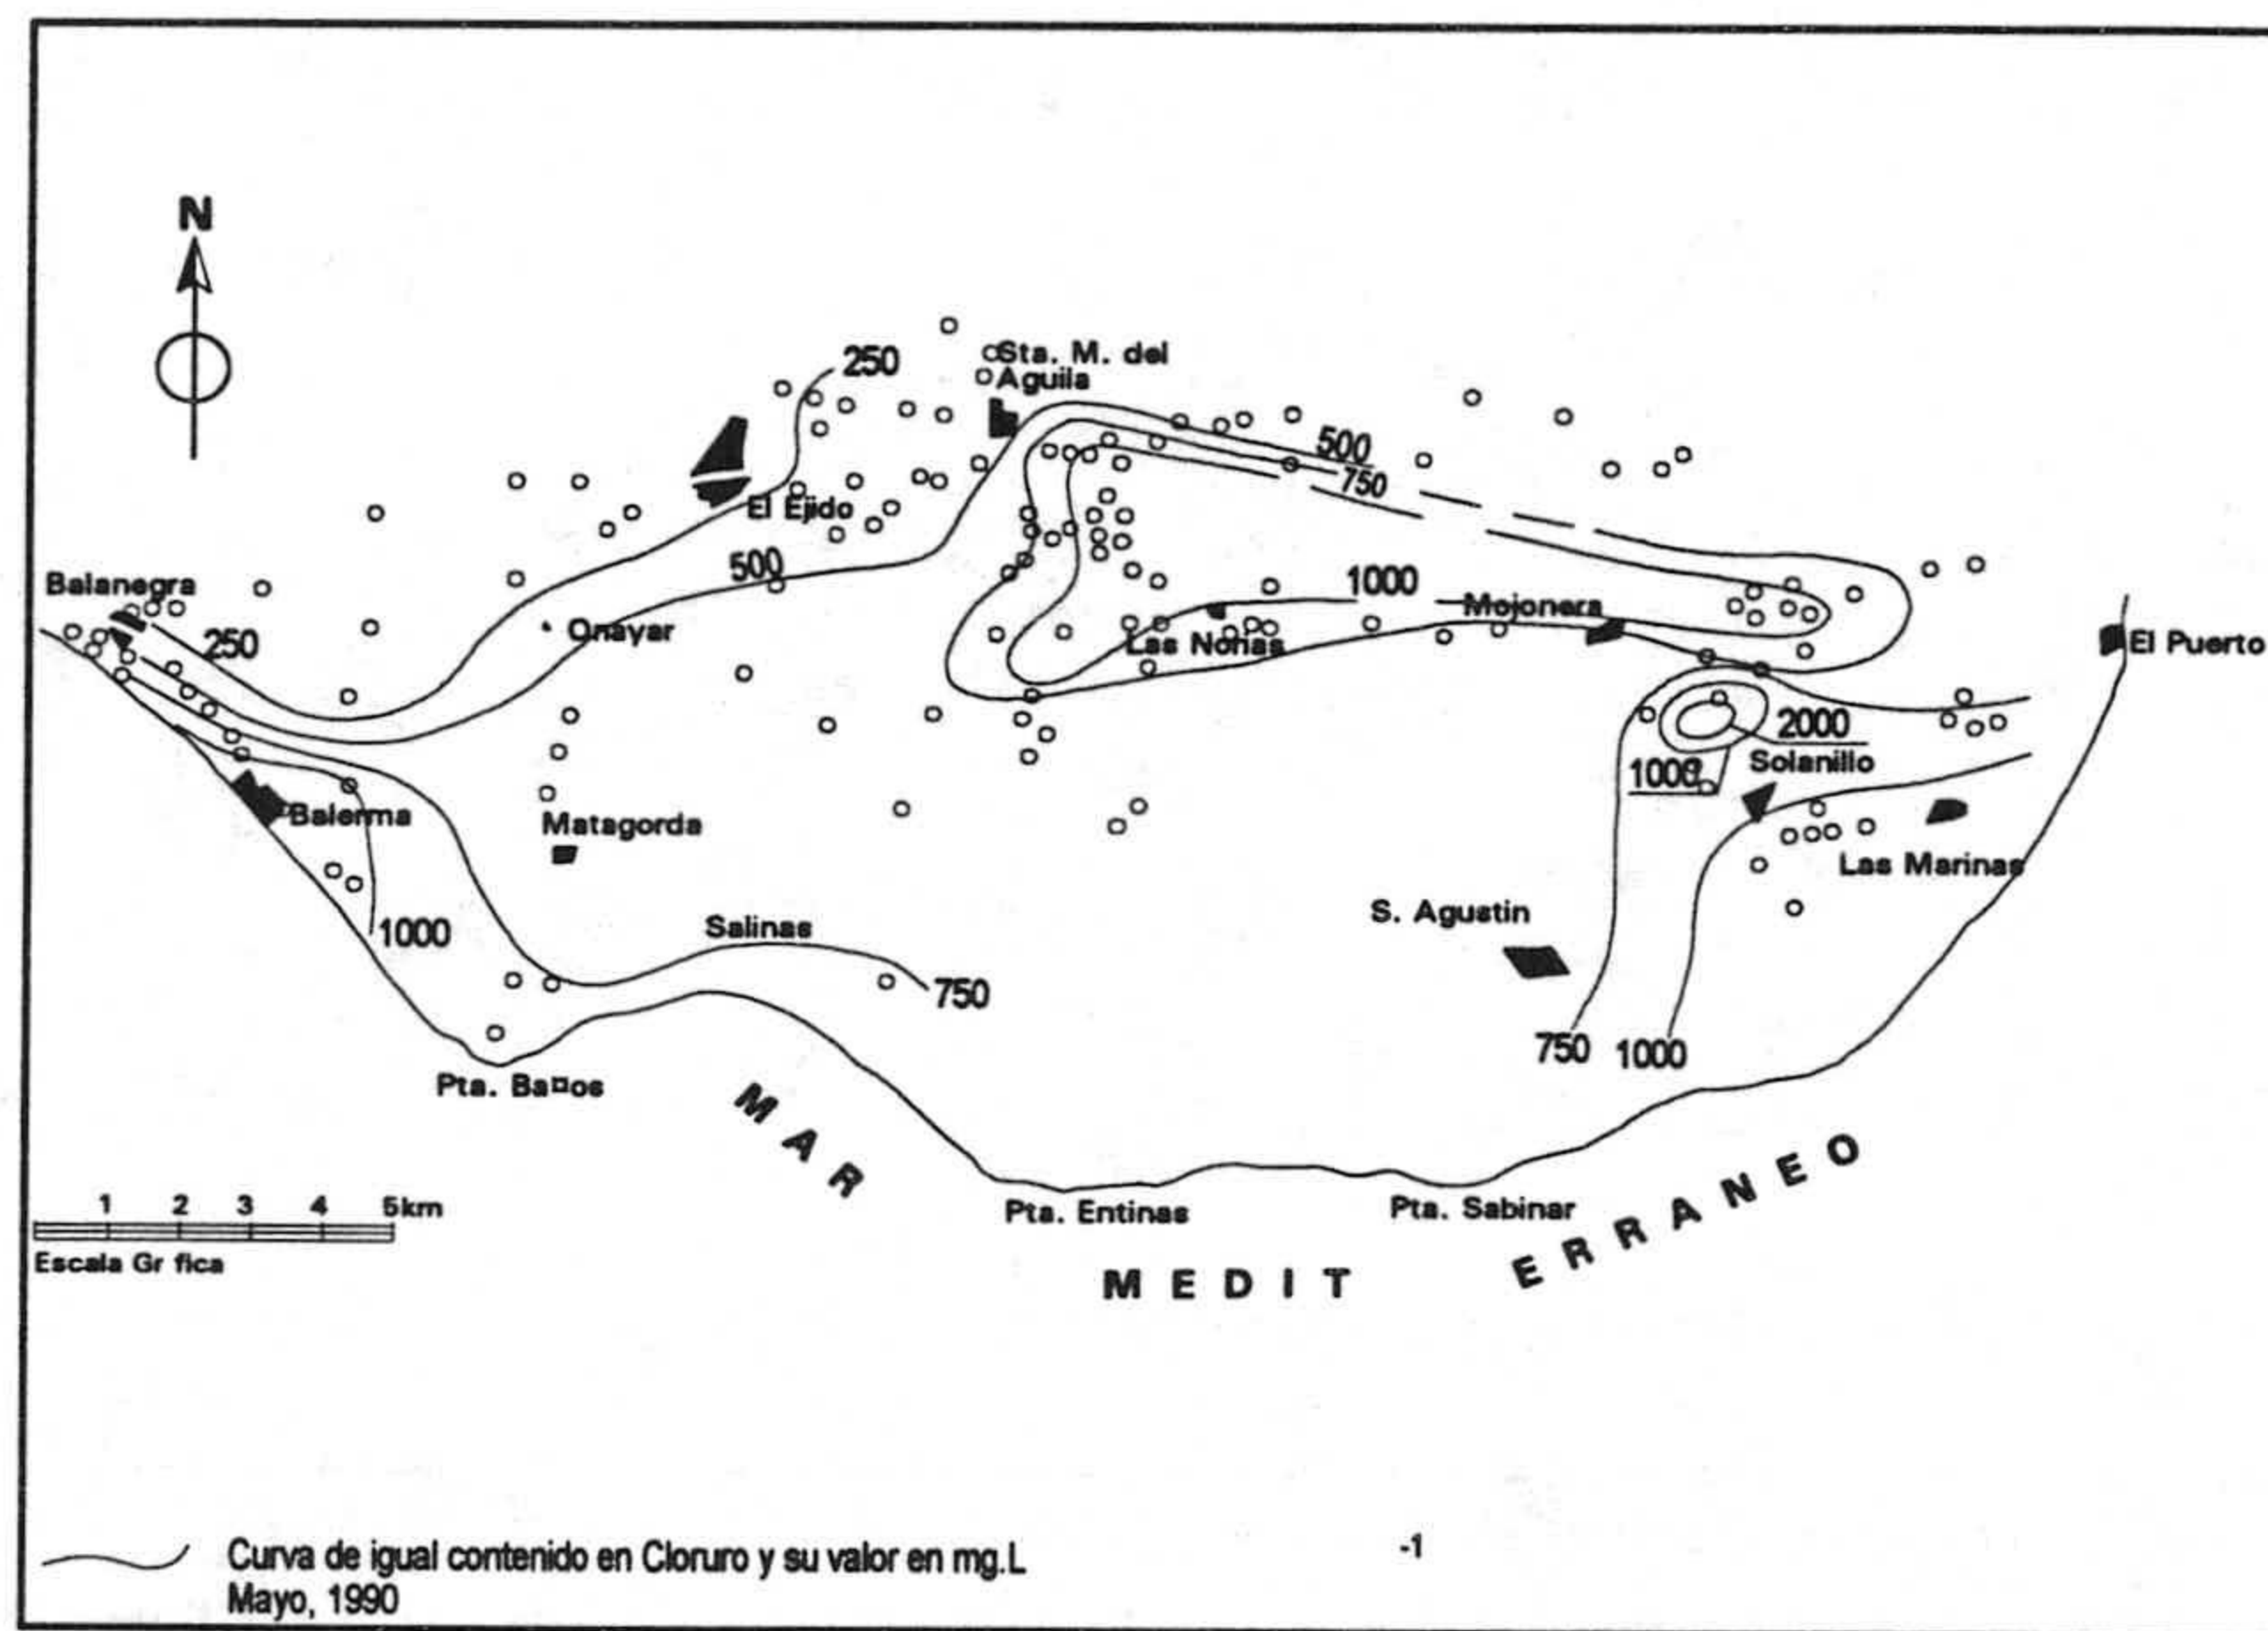 N
250
Sta. M. del
Aguila
500
750
El Ejido
500
Balanegra
250
Onayar
1000
Mojonera
Las Norias
El Puerto
2000
1000
Solanillo
Balerma
Matagorda
Las Marinas
S. Agustin
1000
Salinas
750
750
1000
Pta. Ba¤os
MAR
1 2 3 4 5km
Escala Gr fica
Pta. Entinas
Pta. Sabinar
MEDIT ERRANEO
Curva de igual contenido en Cloruro y su valor en mg.L -1
Mayo, 1990